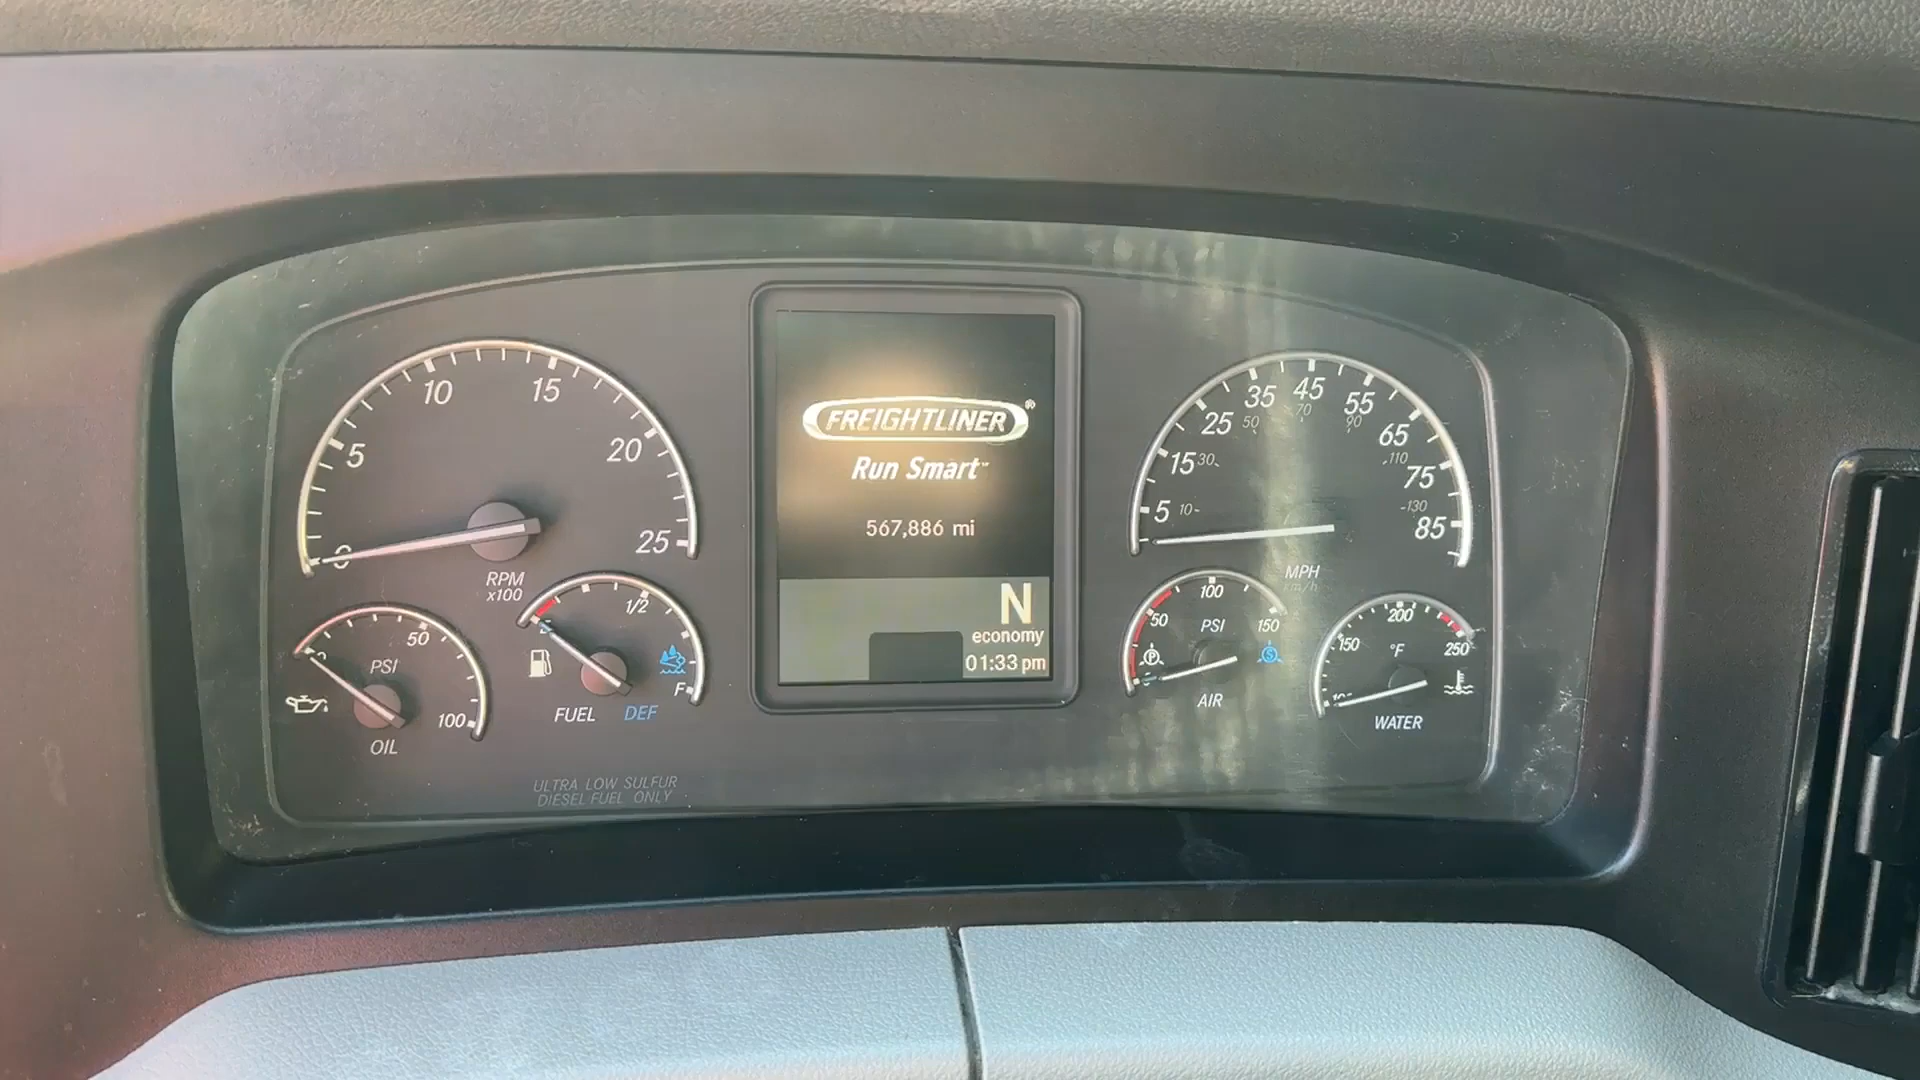 10
15
5
20
0
25
RPM
x100
50
PSI
100
OIL
1/2
F
FUEL DEF
ULTRA LOW SULFUR
DIESEL FUEL ONLY
FREIGHTLINER®
Run Smart™
567,886 mi
N
economy
01:33 pm
5 15 25 35 45 55 65 75 85
10 30 50 70 90 110 130
MPH
km/h
50 100 150
PSI
P
S
AIR
150 200 250
°F
WATER